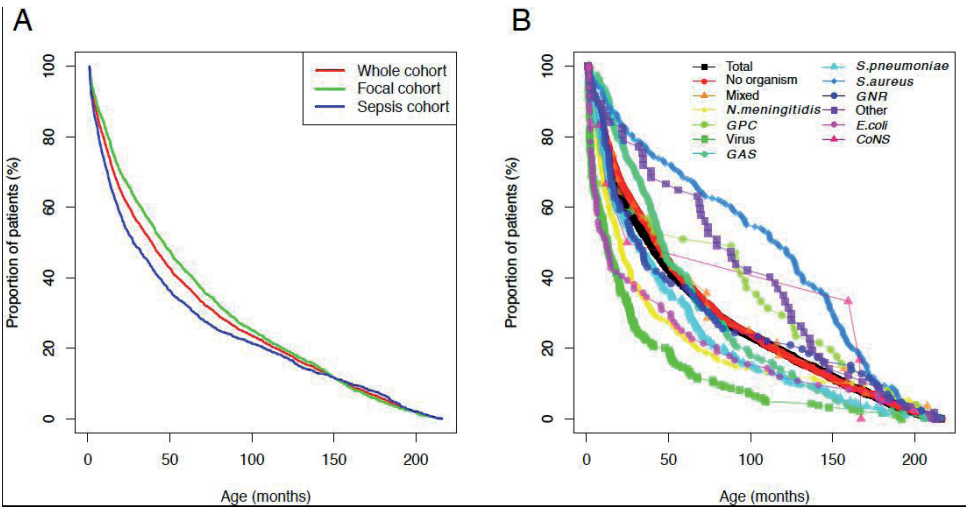 A
B
Whole cohort
Focal cohort
Sepsis cohort
Proportion of patients (%)
100
80
60
40
20
0
0 50 100 150 200
Age (months)
Total
No organism
Mixed
N.meningitidis
GPC
Virus
GAS
S.pneumoniae
S.aureus
GNR
Other
E.coli
CoNS
Proportion of patients (%)
100
80
60
40
20
0
0 50 100 150 200
Age (months)